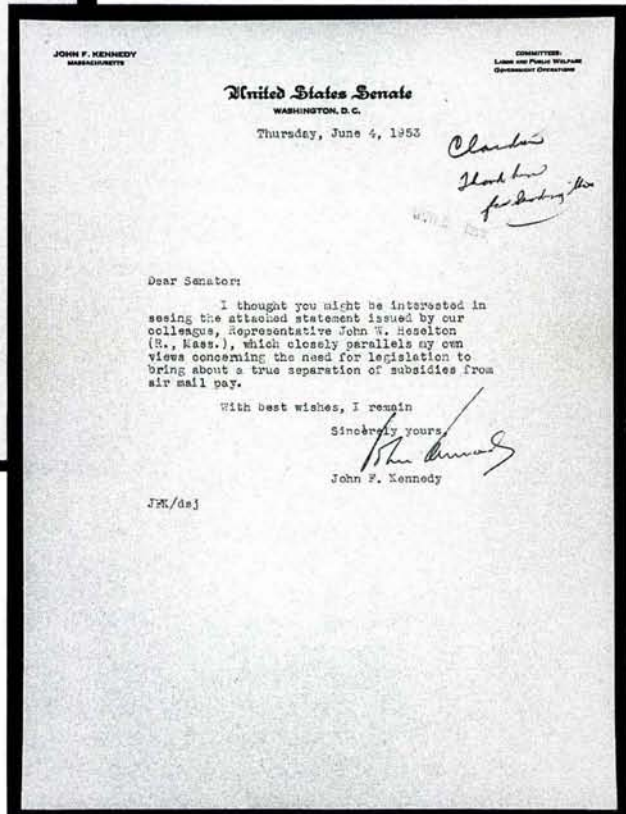 JOHN F. KENNEDY
MASSACHUSETTS
COMMITTEES:
LABOR AND PUBLIC WELFARE
GOVERNMENT OPERATIONS
United States Senate
WASHINGTON, D.C.
Thursday, June 4, 1953
Thank him
for sending this
Dear Senator:
I thought you might be interested in
seeing the attached statement issued by our
colleague, Representative John W. Heselton
(R., Mass.), which closely parallels my own
views concerning the need for legislation to
bring about a true separation of subsidies from
air mail pay.
With best wishes, I remain
Sincerely yours,
John Kennedy
John F. Kennedy
JFK/dsj